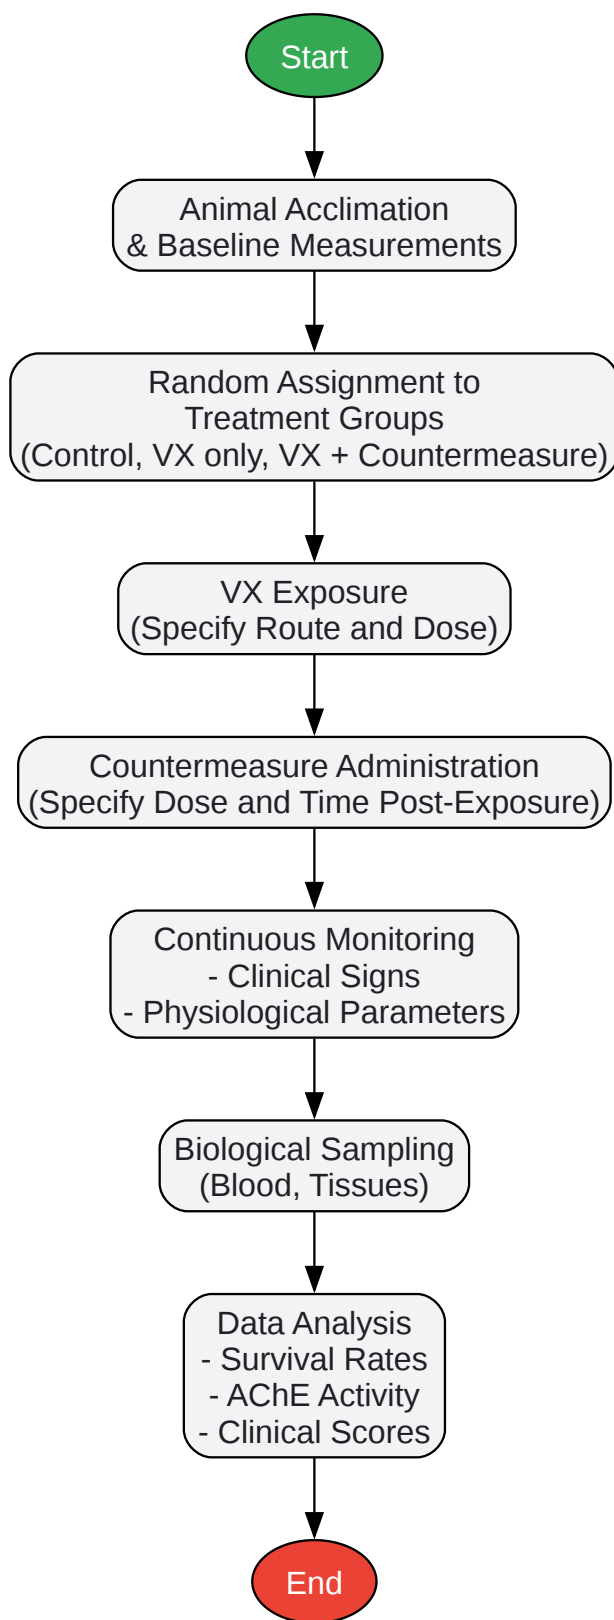 Start
Animal Acclimation
& Baseline Measurements
Random Assignment to
Treatment Groups
(Control, VX only, VX + Countermeasure)
VX Exposure
(Specify Route and Dose)
Countermeasure Administration
(Specify Dose and Time Post-Exposure)
Continuous Monitoring
- Clinical Signs
- Physiological Parameters
Biological Sampling
(Blood, Tissues)
Data Analysis
- Survival Rates
- AChE Activity
- Clinical Scores
End